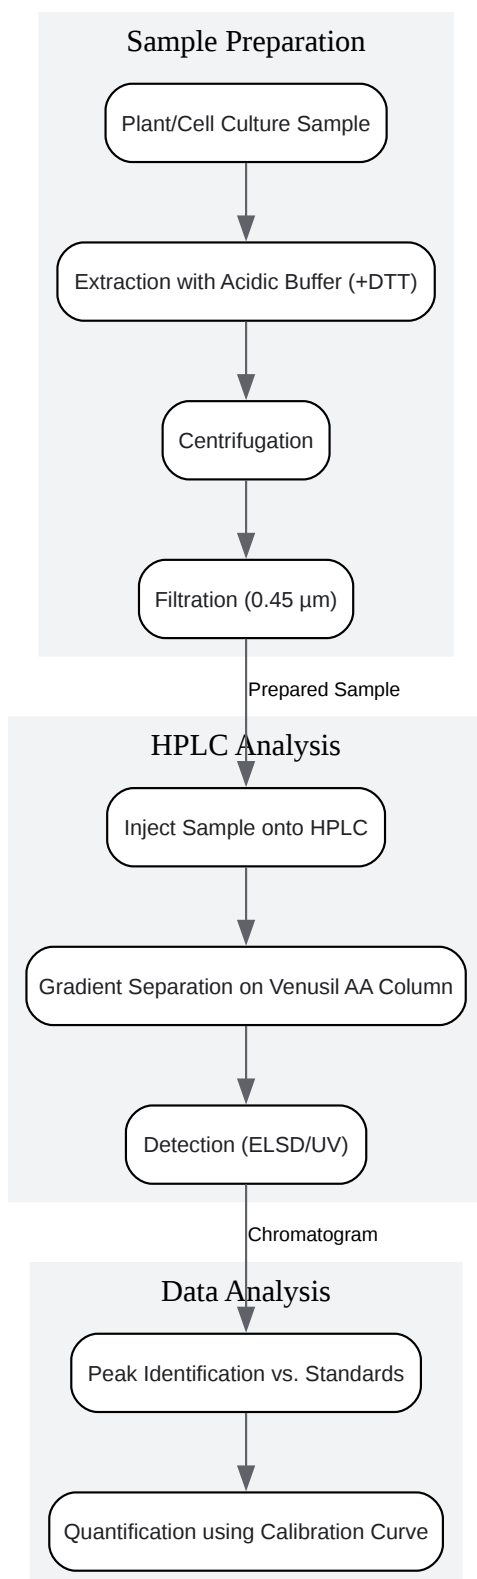 Sample Preparation
Plant/Cell Culture Sample
Extraction with Acidic Buffer (+DTT)
Centrifugation
Filtration (0.45 µm)
Prepared Sample
HPLC Analysis
Inject Sample onto HPLC
Gradient Separation on Venusil AA Column
Detection (ELSD/UV)
Chromatogram
Data Analysis
Peak Identification vs. Standards
Quantification using Calibration Curve